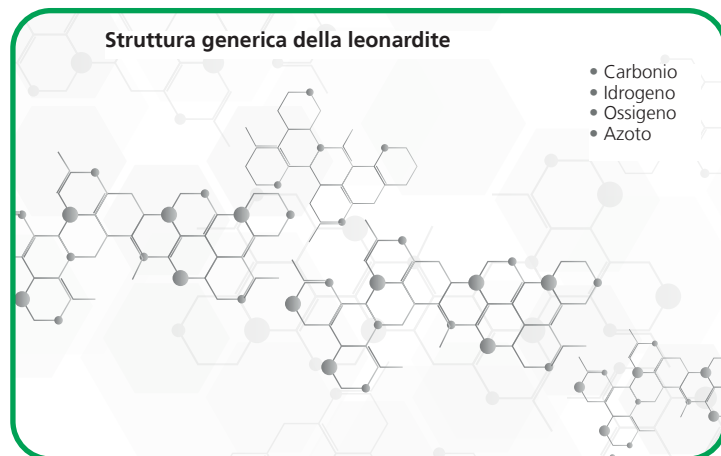 Struttura generica della leonardite
• Carbonio
• Idrogeno
• Ossigeno
• Azoto